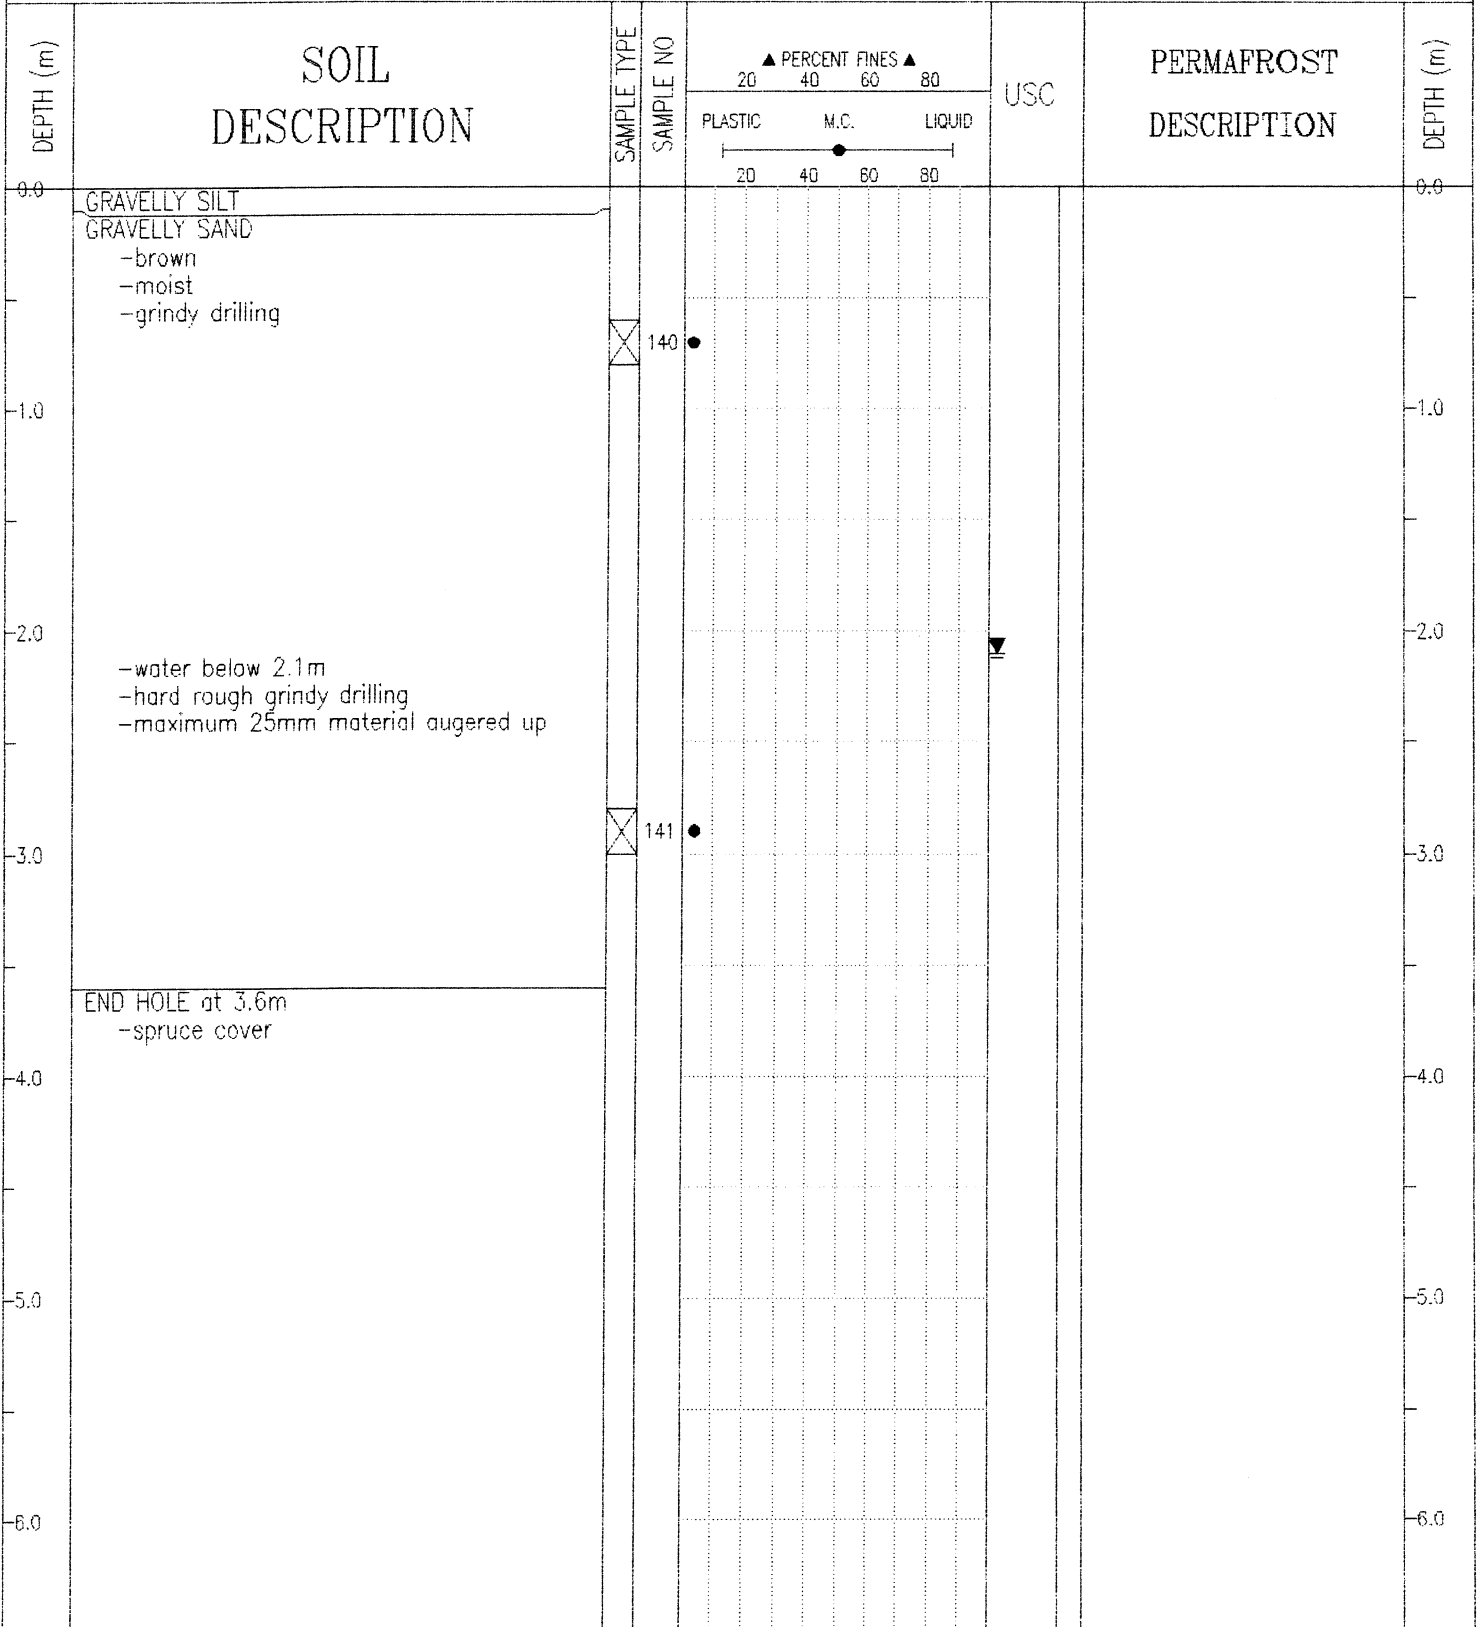 DEPTH (m)
SOIL
DESCRIPTION
SAMPLE TYPE
SAMPLE NO
▲ PERCENT FINES ▲
20 40 60 80
PLASTIC M.C. LIQUID
20 40 60 80
USC
PERMAFROST
DESCRIPTION
DEPTH (m)
0.0
0.0
GRAVELLY SILT
GRAVELLY SAND
-brown
-moist
-grindy drilling
140
1.0
1.0
2.0
2.0
-water below 2.1m
-hard rough grindy drilling
-maximum 25mm material augered up
141
3.0
3.0
END HOLE at 3.6m
-spruce cover
4.0
4.0
5.0
5.0
6.0
6.0